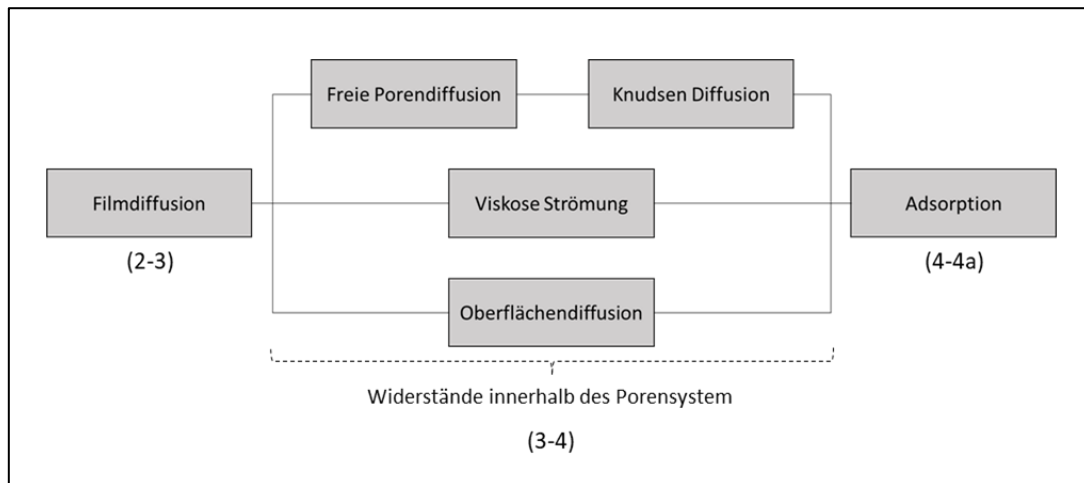 Freie Porendiffusion
Knudsen Diffusion
Filmdiffusion
Viskose Strömung
Adsorption
(2-3)
(4-4a)
Oberflächendiffusion
Widerstände innerhalb des Porensystem
(3-4)